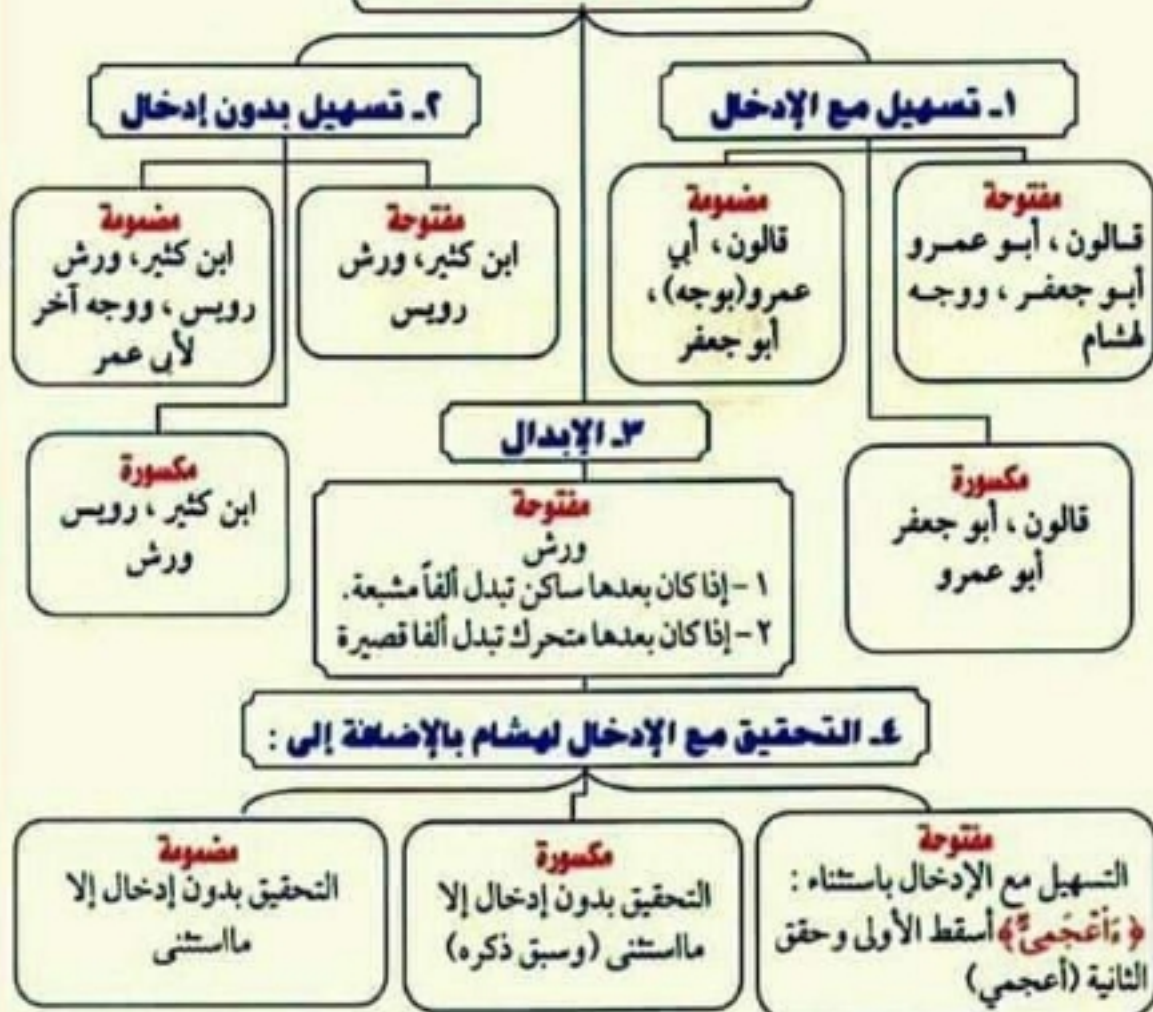 ١ـ تسهيل مع الإدخال
٢ـ تسهيل بدون إدخال
مفتوحة
قالون، أبو عمرو
أبو جعفر، ووجه
لهشام
مضمومة
قالون، أبي
عمرو(بوجه)،
أبو جعفر
مفتوحة
ابن كثير، ورش
رويس
مضمومة
ابن كثير، ورش
رويس، ووجه آخر
لأبى عمر
مكسورة
قالون، أبو جعفر
أبو عمرو
مكسورة
ابن كثير، رويس
ورش
٣ـ الإبدال
مفتوحة
ورش
١- إذا كان بعدها ساكن تبدل ألفاً مشبعة.
٢- إذا كان بعدها متحرك تبدل ألفا قصيرة
٤ـ التحقيق مع الإدخال لهشام بالإضافة إلى :
مفتوحة
التسهيل مع الإدخال باستثناء :
﴿ءَأَعْجَمِىٌّ﴾ أسقط الأولى وحقق
الثانية (أعجمي)
مكسورة
التحقيق بدون إدخال إلا
مااستثنى (وسبق ذكره)
مضمومة
التحقيق بدون إدخال إلا
مااستثنى